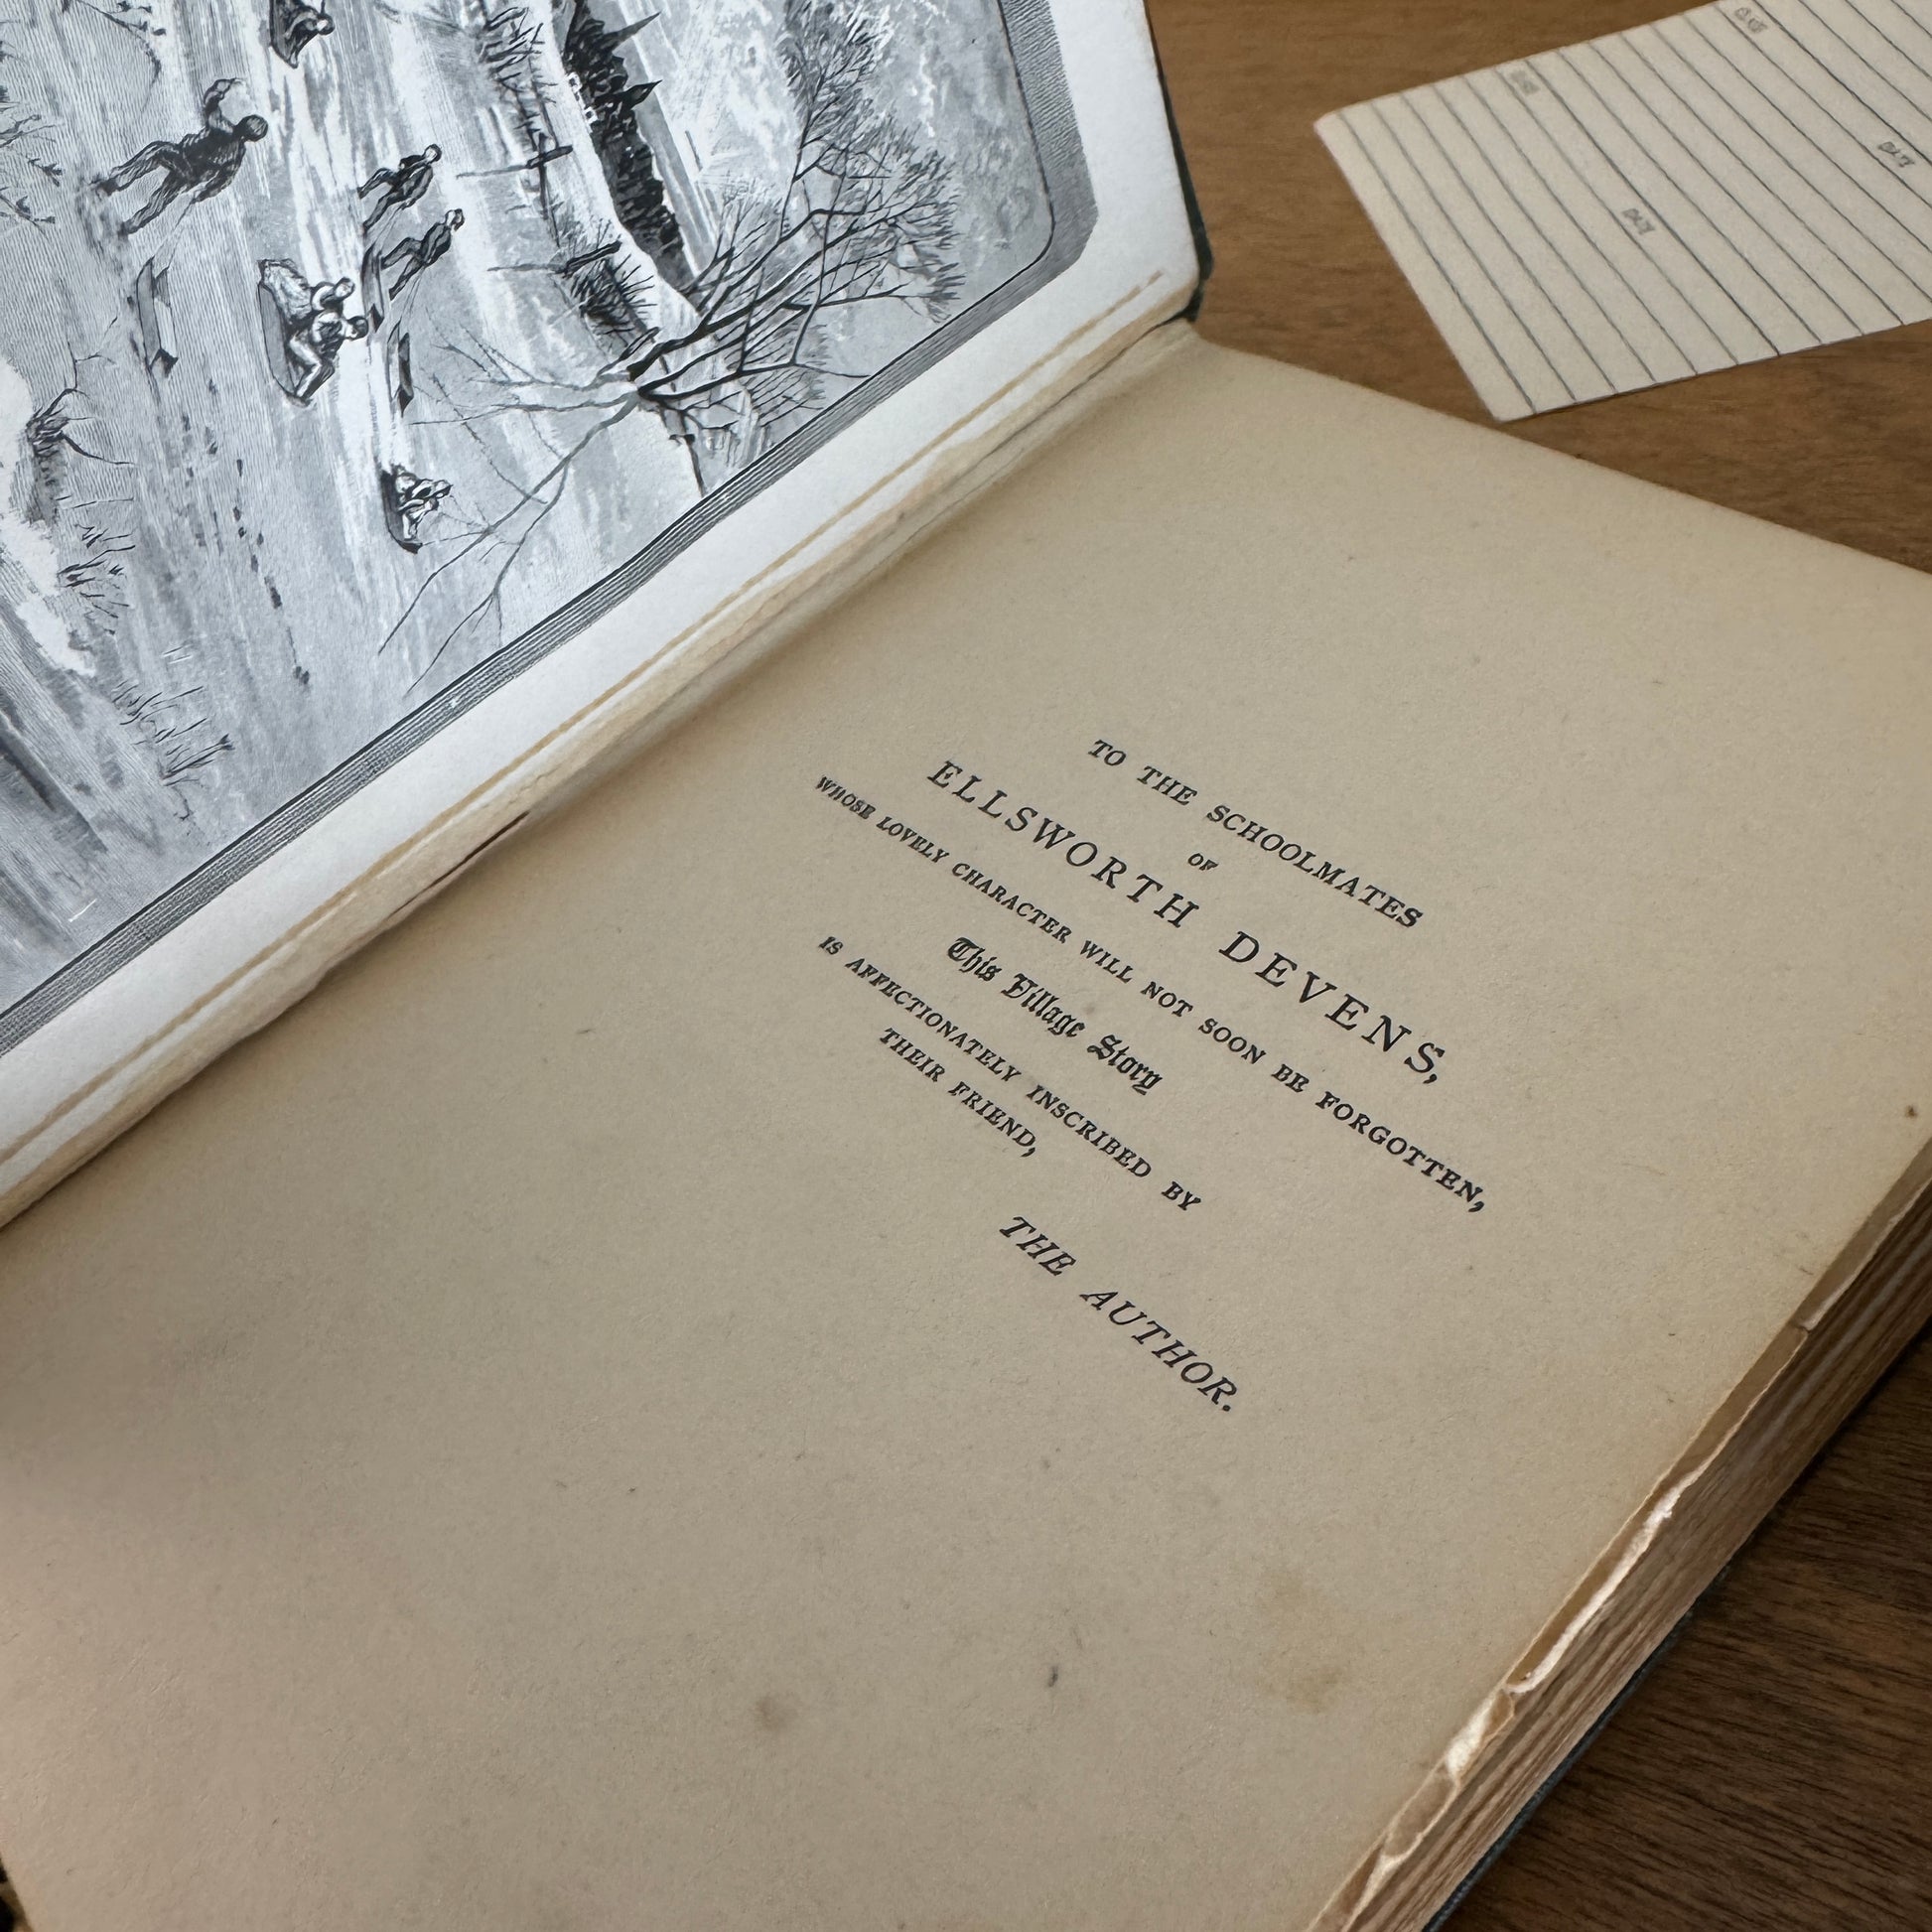 TO THE SCHOOLMATES
OF
ELLSWORTH DEVENS,
WHOSE LOVELY CHARACTER WILL NOT SOON BE FORGOTTEN,
This Village Story
IS AFFECTIONATELY INSCRIBED BY
THEIR FRIEND,
THE AUTHOR.